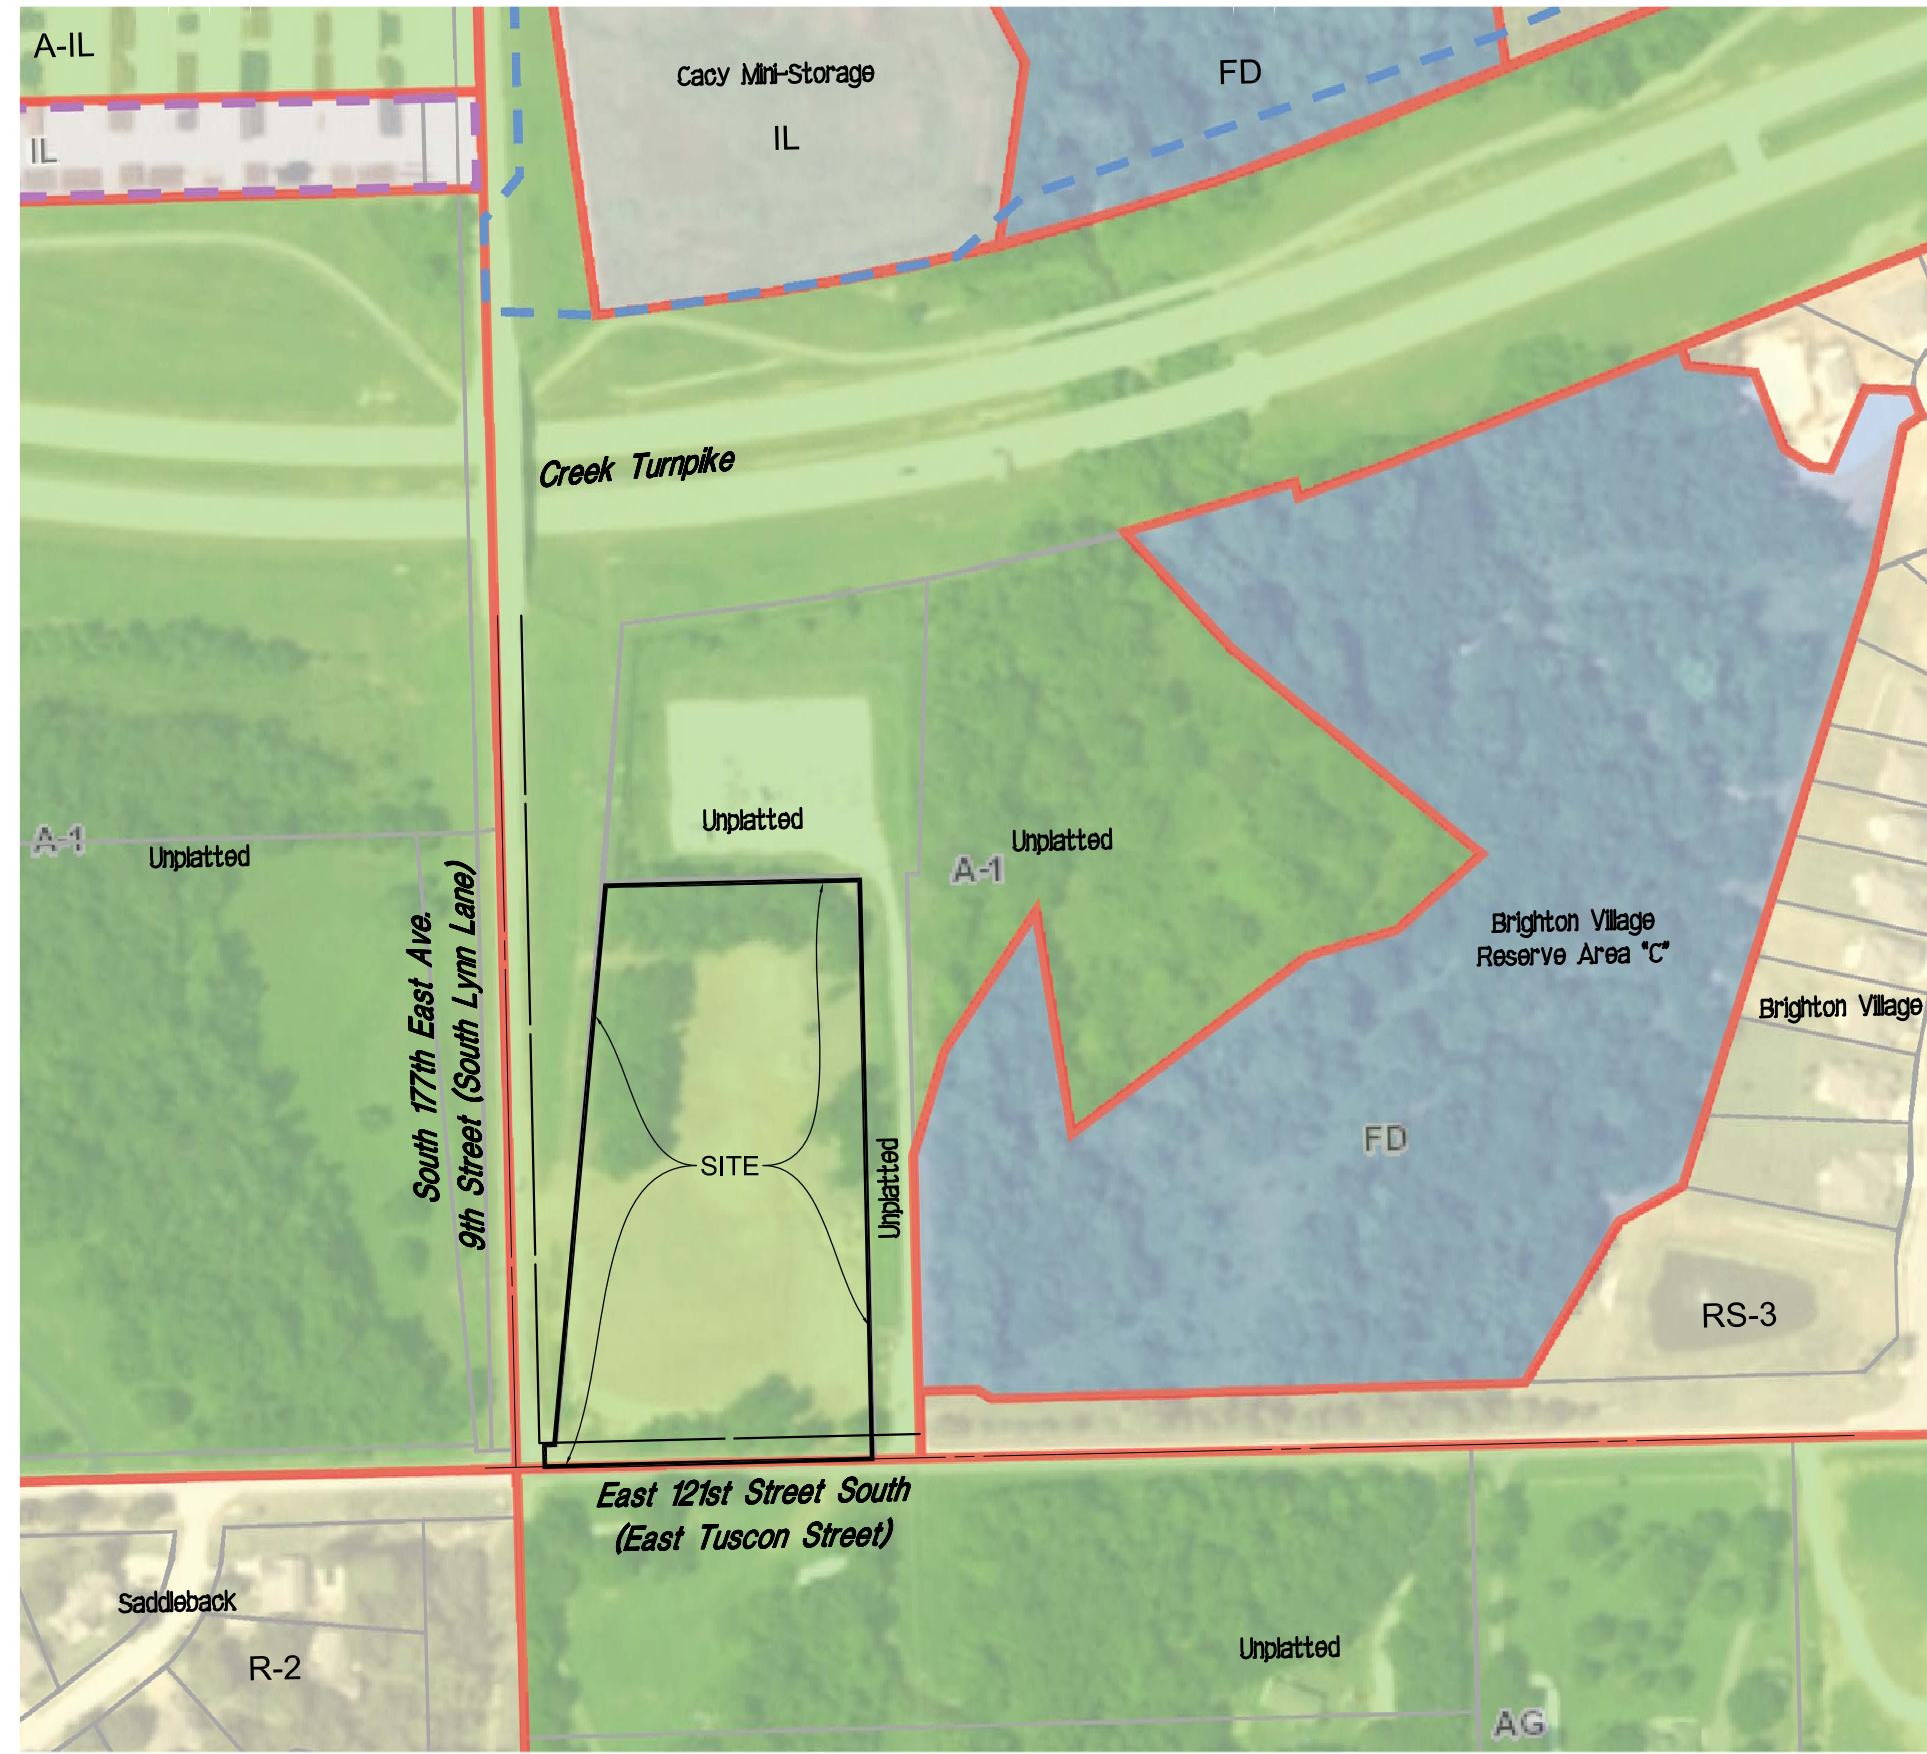 A-IL
Cacy Mini-Storage
FD
IL
IL
Creek Turnpike
Unplatted
A-1
Unplatted
Unplatted
A-1
Brighton Village
Reserve Area "C"
Brighton Village
South 177th East Ave.
9th Street (South Lynn Lane)
SITE
Unplatted
FD
RS-3
East 121st Street South
(East Tuscon Street)
Saddleback
R-2
Unplatted
AG